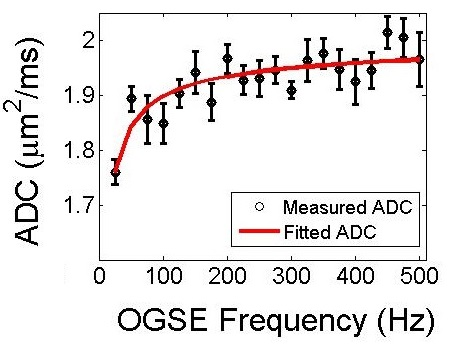 ADC (μm²/ms)
2
1.9
1.8
1.7
Measured ADC
Fitted ADC
0 100 200 300 400 500
OGSE Frequency (Hz)